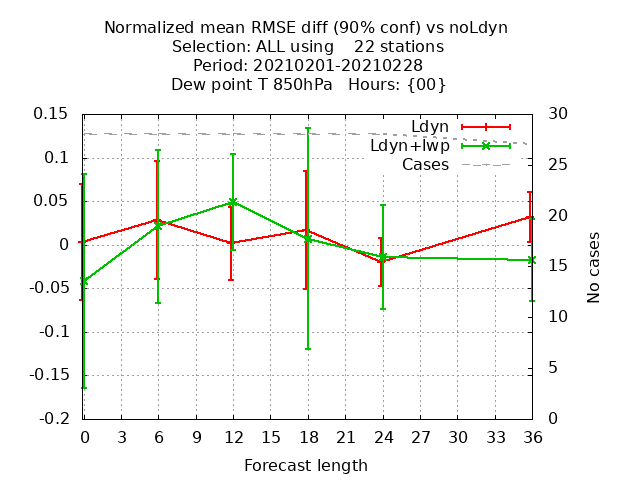 Normalized mean RMSE diff (90% conf) vs noLdyn
Selection: ALL using    22 stations
Period: 20210201-20210228
Dew point T 850hPa   Hours: {00}
Ldyn
Ldyn+lwp
Cases
0.15
0.1
0.05
0
-0.05
-0.1
-0.15
-0.2
30
25
20
15
10
5
0
No cases
0 3 6 9 12 15 18 21 24 27 30 33 36
Forecast length